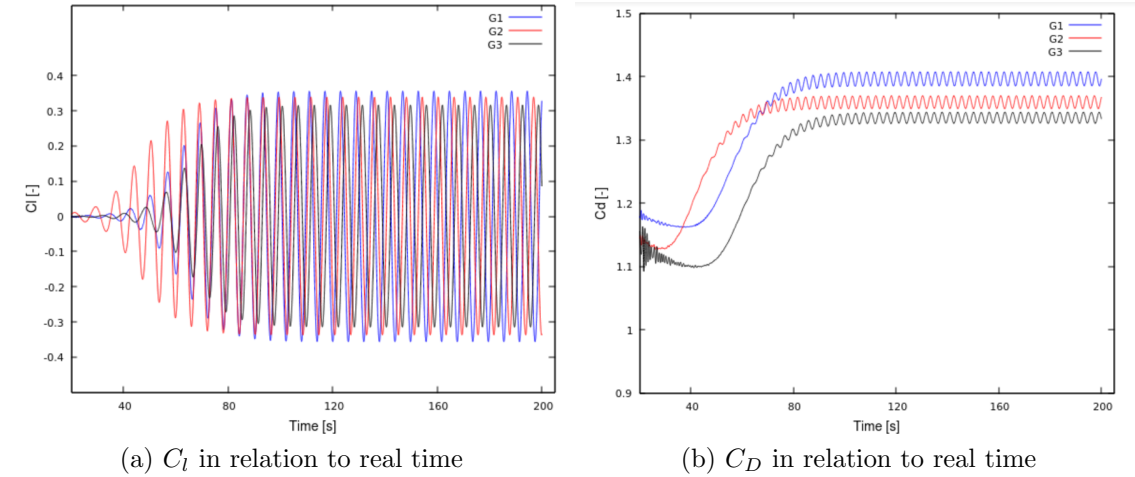 G1
G2
G3
0.4
0.3
0.2
0.1
0
-0.1
-0.2
-0.3
-0.4
Cl [-]
40
80
120
160
200
Time [s]
(a) C_l in relation to real time
G1
G2
G3
1.5
1.4
1.3
1.2
1.1
1
0.9
Cd [-]
40
80
120
160
200
Time [s]
(b) C_D in relation to real time